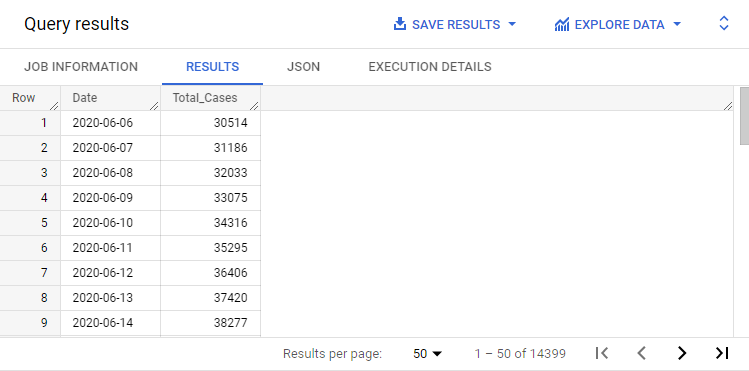 Query results SAVE RESULTS EXPLORE DATA
JOB INFORMATION RESULTS JSON EXECUTION DETAILS
Row Date Total_Cases
1 2020-06-06 30514
2 2020-06-07 31186
3 2020-06-08 32033
4 2020-06-09 33075
5 2020-06-10 34316
6 2020-06-11 35295
7 2020-06-12 36406
8 2020-06-13 37420
9 2020-06-14 38277
Results per page: 50 1 – 50 of 14399